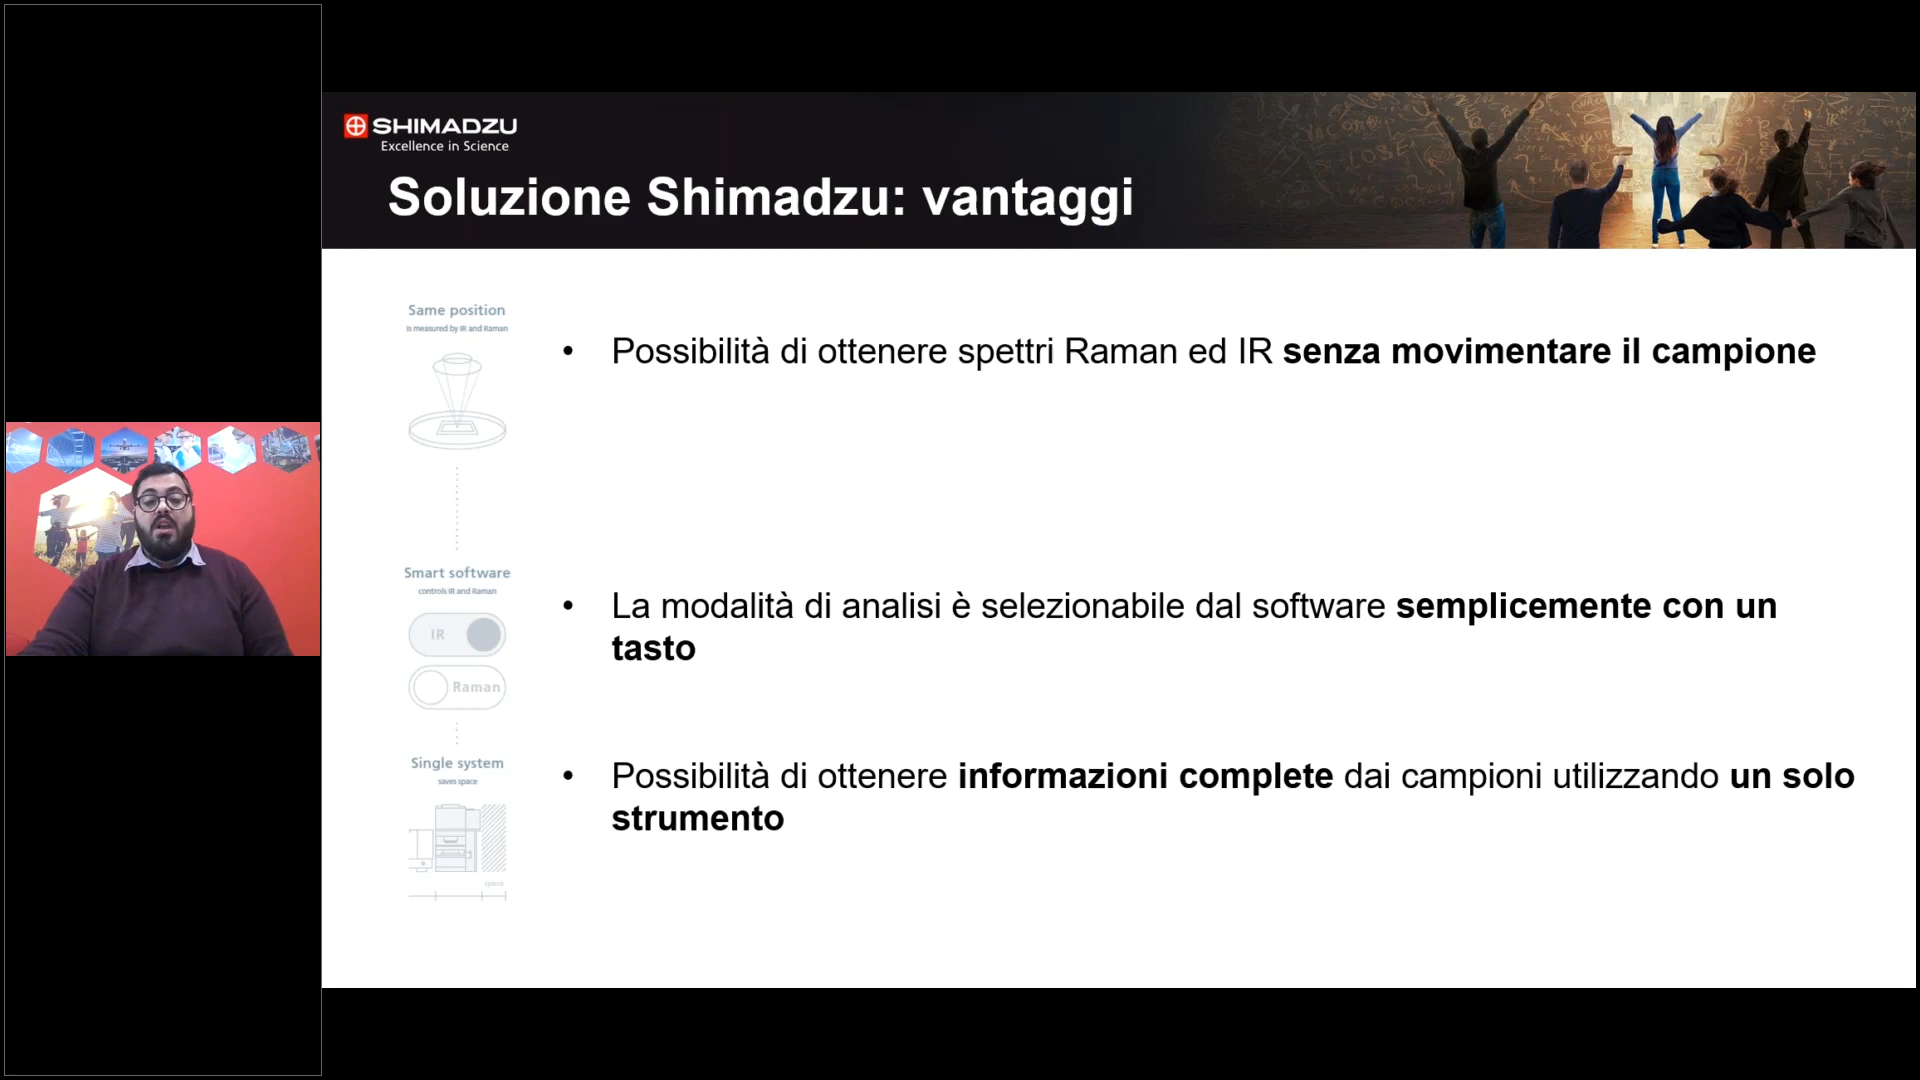 SHIMADZU
Excellence in Science
Soluzione Shimadzu: vantaggi
Same position
is measured by IR and Raman
• Possibilità di ottenere spettri Raman ed IR senza movimentare il campione
Smart software
controls IR and Raman
IR
Raman
• La modalità di analisi è selezionabile dal software semplicemente con un
tasto
Single system
saves space
space
• Possibilità di ottenere informazioni complete dai campioni utilizzando un solo
strumento